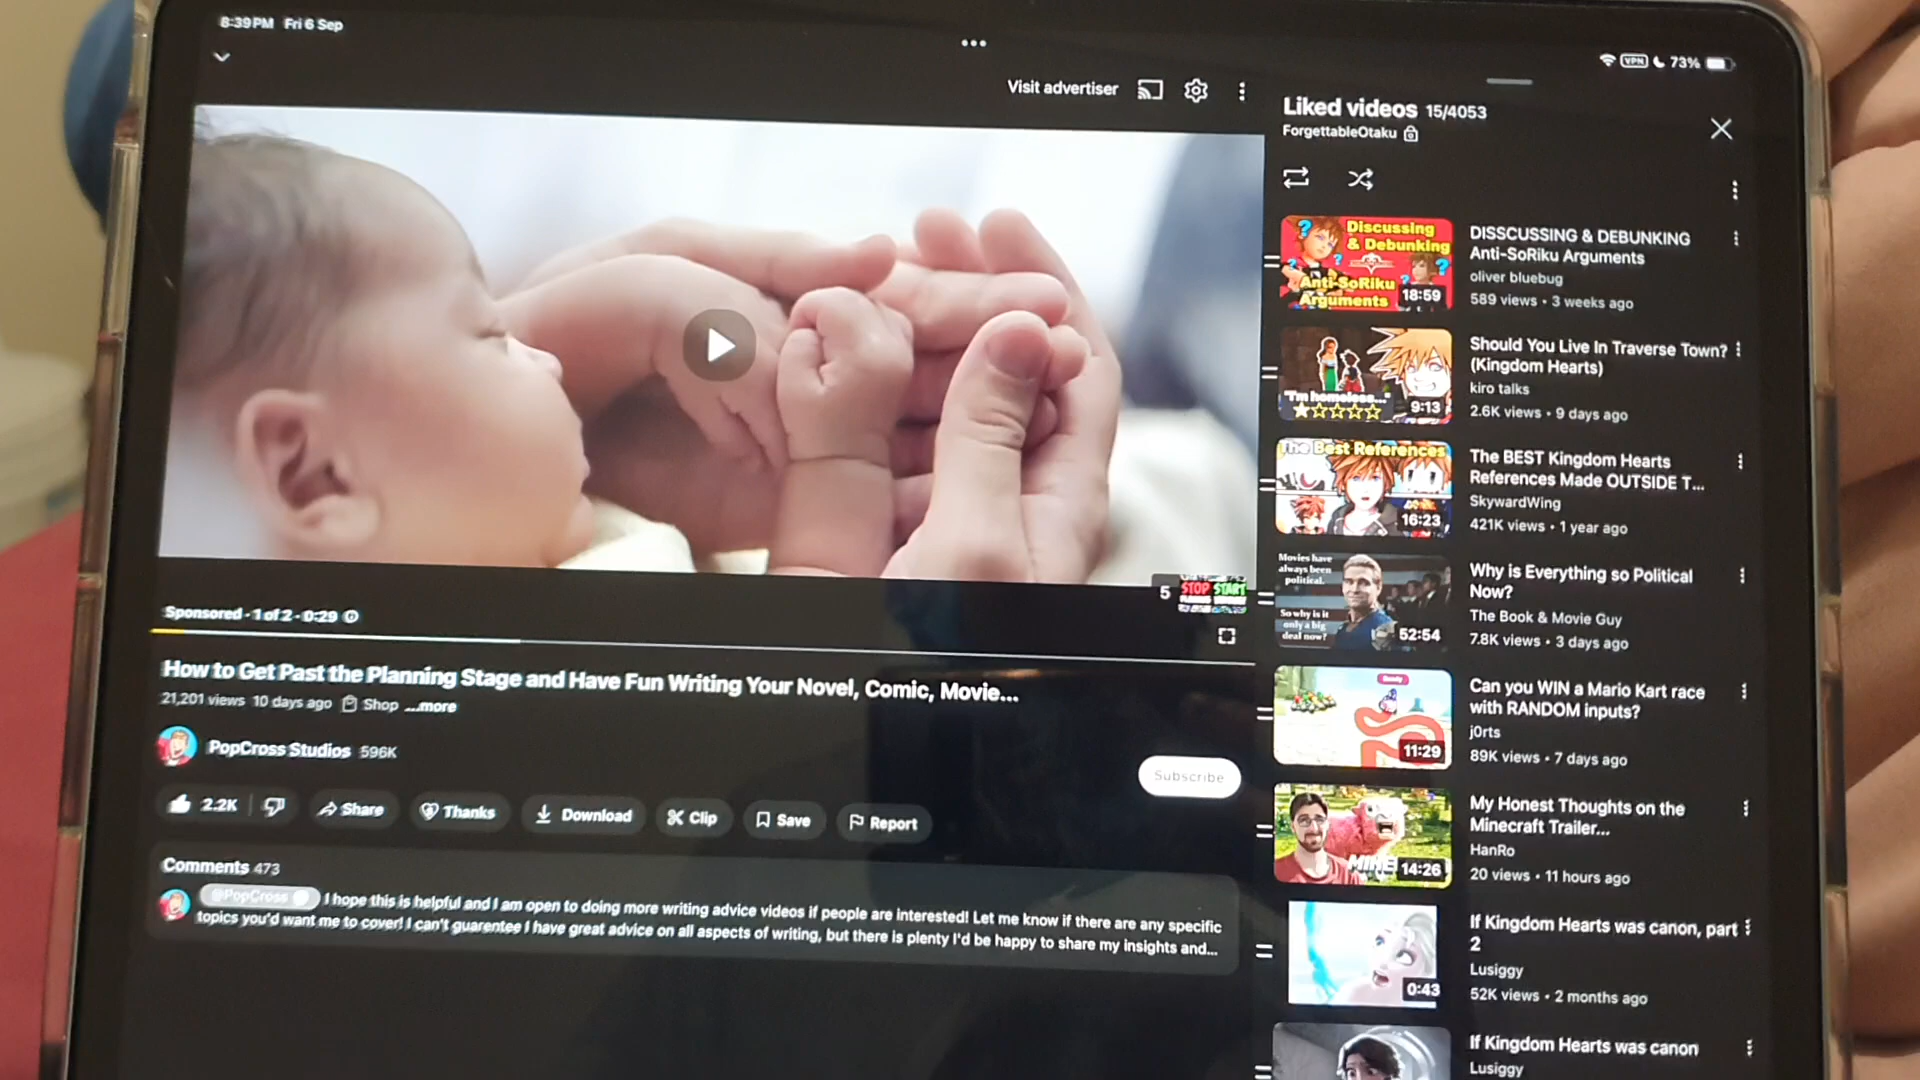 8:39 PM Fri 6 Sep
VPN 73%
Visit advertiser
5 STOP START
Sponsored · 1 of 2 · 0:29
How to Get Past the Planning Stage and Have Fun Writing Your Novel, Comic, Movie...
21,201 views 10 days ago Shop ...more
PopCross Studios 596K
Subscribe
2.2K Share Thanks Download Clip Save Report
Comments 473
@PopCross I hope this is helpful and I am open to doing more writing advice videos if people are interested! Let me know if there are any specific
topics you'd want me to cover! I can't guarentee I have great advice on all aspects of writing, but there is plenty I'd be happy to share my insights and...
Liked videos 15/4053
ForgettableOtaku
Discussing
& Debunking
Anti-SoRiku
Arguments
18:59
DISSCUSSING & DEBUNKING
Anti-SoRiku Arguments
oliver bluebug
589 views • 3 weeks ago
"I'm homeless..."
9:13
Should You Live In Traverse Town?
(Kingdom Hearts)
kiro talks
2.6K views • 9 days ago
The Best References
16:23
The BEST Kingdom Hearts
References Made OUTSIDE T...
SkywardWing
421K views • 1 year ago
Movies have
always been
political.
So why is it
only a big
deal now?
52:54
Why is Everything so Political
Now?
The Book & Movie Guy
7.8K views • 3 days ago
11:29
Can you WIN a Mario Kart race
with RANDOM inputs?
j0rts
89K views • 7 days ago
14:26
My Honest Thoughts on the
Minecraft Trailer...
HanRo
20 views • 11 hours ago
0:43
If Kingdom Hearts was canon, part
2
Lusiggy
52K views • 2 months ago
If Kingdom Hearts was canon
Lusiggy